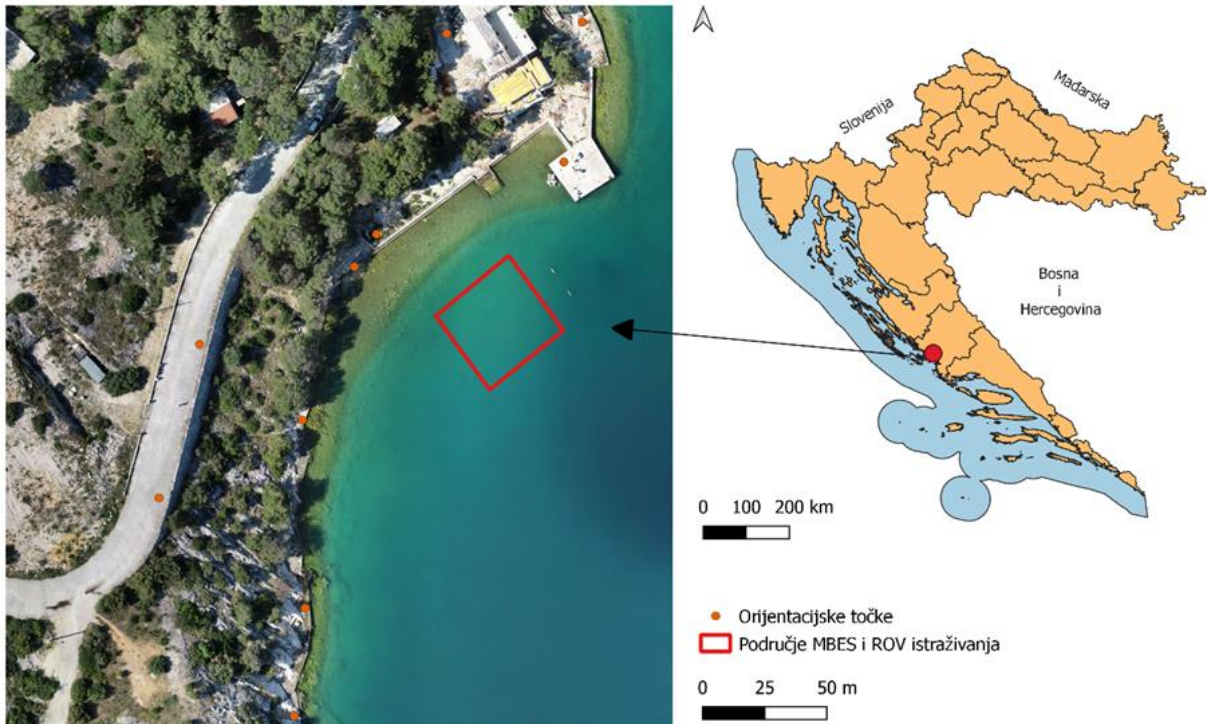 Slovenija
Mađarska
Bosna
i
Hercegovina
0 100 200 km
Orijentacijske točke
Područje MBES i ROV istraživanja
0 25 50 m